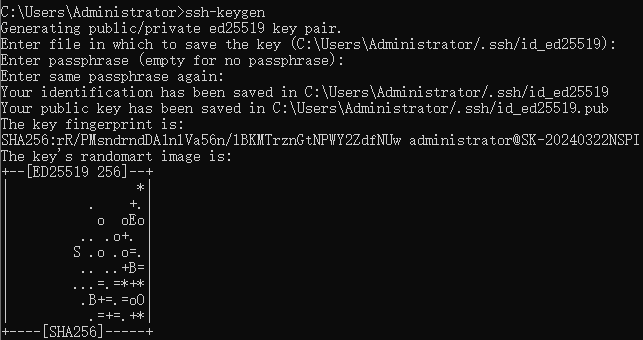 C:\Users\Administrator>ssh-keygen
Generating public/private ed25519 key pair.
Enter file in which to save the key (C:\Users\Administrator/.ssh/id_ed25519):
Enter passphrase (empty for no passphrase):
Enter same passphrase again:
Your identification has been saved in C:\Users\Administrator/.ssh/id_ed25519
Your public key has been saved in C:\Users\Administrator/.ssh/id_ed25519.pub
The key fingerprint is:
SHA256:rR/PMsndrndDA1nlVa56n/1BKMTrznGtNPWY2ZdfNUw administrator@SK-20240322NSPI
The key's randomart image is:
+--[ED25519 256]--+
|                *|
|          .    +.|
|           o  oEo|
|         .. .o+. |
|        S .o .o=.|
|         .. ..+B=|
|        ...=.=*+*|
|         .B+=.=oO|
|          .=+=.+*|
+----[SHA256]-----+